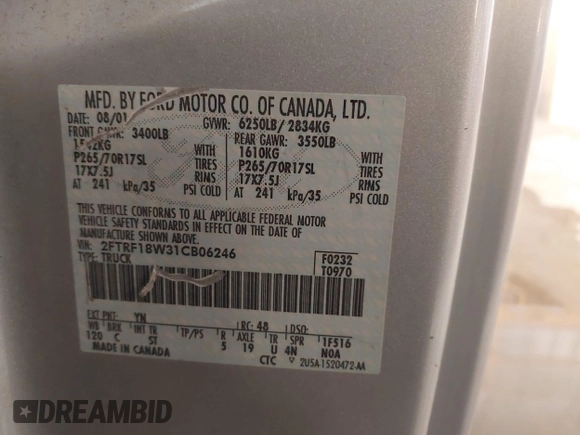 MFD. BY FORD MOTOR CO. OF CANADA, LTD.
DATE: 08/01 GVWR: 6250LB/ 2834KG
FRONT GAWR: 3400LB REAR GAWR: 3550LB
1542KG WITH 1610KG WITH
P265/70R17SL TIRES P265/70R17SL TIRES
17X7.5J RIMS 17X7.5J RIMS
AT 241 kPa/35 PSI COLD AT 241 kPa/35 PSI COLD
THIS VEHICLE CONFORMS TO ALL APPLICABLE FEDERAL MOTOR
VEHICLE SAFETY STANDARDS IN EFFECT ON THE DATE OF
MANUFACTURE SHOWN ABOVE.
VIN: 2FTRF18W31CB06246 F0232
TYPE: TRUCK T0970
EXT PNT: YN RC: 48 DSO:
WB BRK INT TR TP/PS R AXLE TR SPR 1F516
120 C ST 5 19 U 4N NOA
MADE IN CANADA CTC 2U5A-1520472-AA
DREAMBID